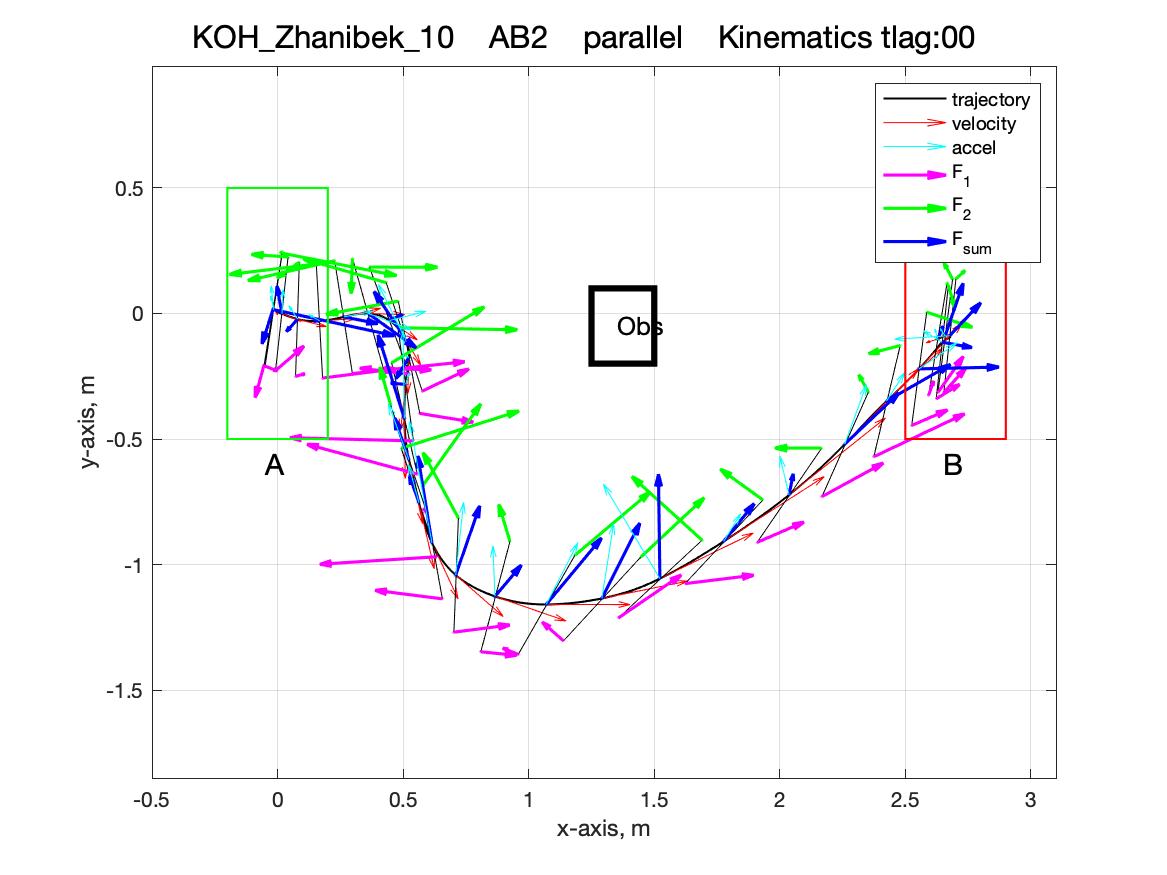 KOH_Zhanibek_10 AB2 parallel Kinematics tlag:00
trajectory
velocity
accel
F1
F2
Fsum
0.5
0
-0.5
-1
-1.5
y-axis, m
Obs
A
B
-0.5 0 0.5 1 1.5 2 2.5 3
x-axis, m